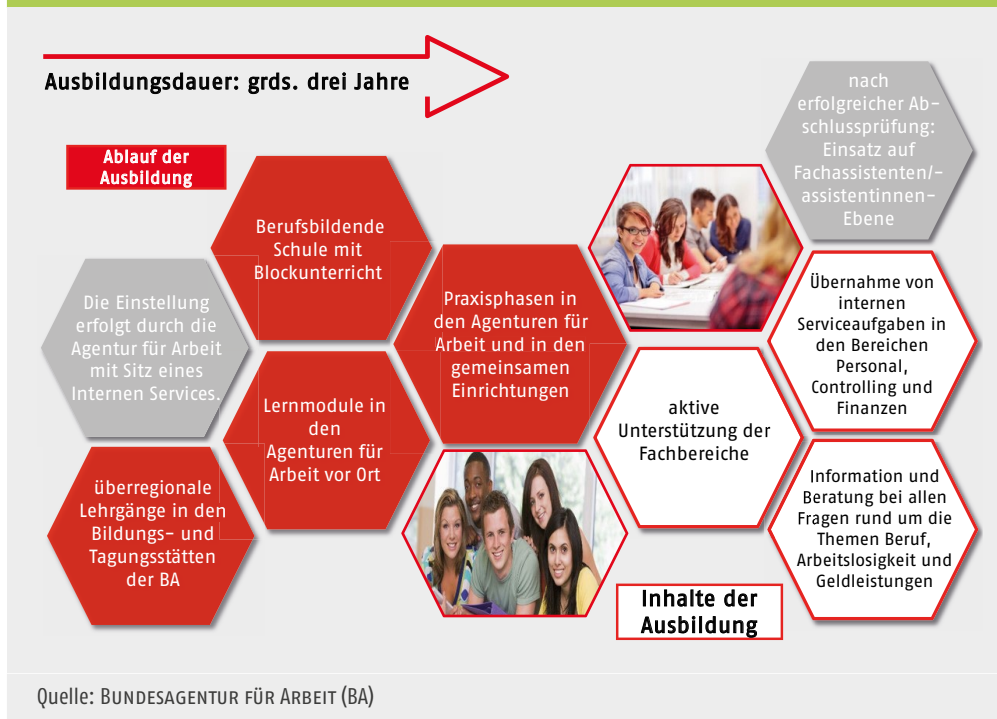 Ausbildungsdauer: grds. drei Jahre
Ablauf der
Ausbildung
Die Einstellung
erfolgt durch die
Agentur für Arbeit
mit Sitz eines
Internen Services.
überregionale
Lehrgänge in den
Bildungs- und
Tagungsstätten
der BA
Berufsbildende
Schule mit
Blockunterricht
Lernmodule in
den
Agenturen für
Arbeit vor Ort
Praxisphasen in
den Agenturen für
Arbeit und in den
gemeinsamen
Einrichtungen
aktive
Unterstützung der
Fachbereiche
nach
erfolgreicher Ab-
schlussprüfung:
Einsatz auf
Fachassistenten/-
assistentinnen-
Ebene
Übernahme von
internen
Serviceaufgaben in
den Bereichen
Personal,
Controlling und
Finanzen
Information und
Beratung bei allen
Fragen rund um die
Themen Beruf,
Arbeitslosigkeit und
Geldleistungen
Inhalte der
Ausbildung
Quelle: BUNDESAGENTUR FÜR ARBEIT (BA)